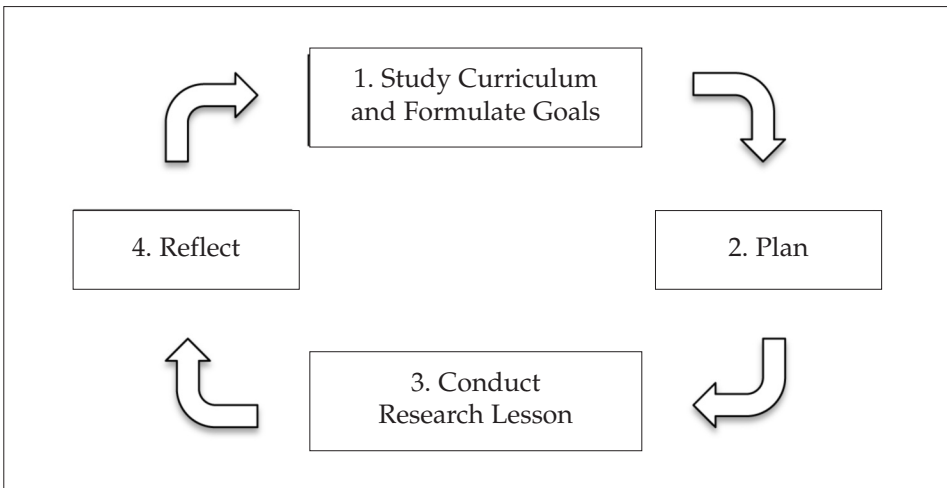 1. Study Curriculum
and Formulate Goals
2. Plan
3. Conduct
Research Lesson
4. Reflect